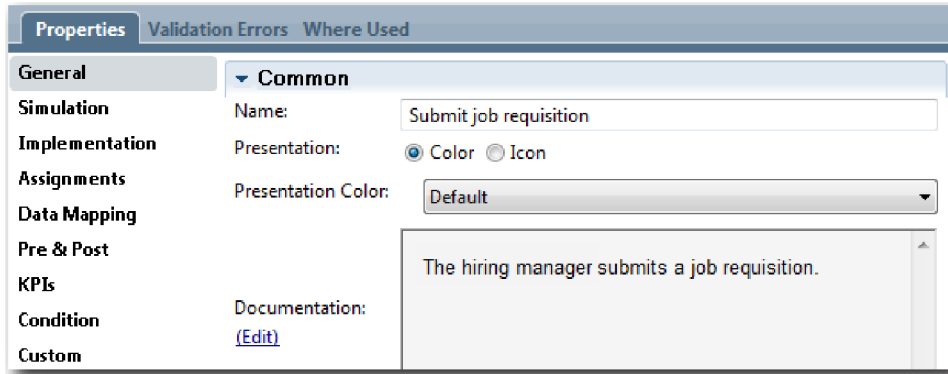 Properties Validation Errors Where Used
General
Simulation
Implementation
Assignments
Data Mapping
Pre & Post
KPIs
Condition
Custom
Common
Name: Submit job requisition
Presentation: Color Icon
Presentation Color: Default
Documentation:
(Edit)
The hiring manager submits a job requisition.